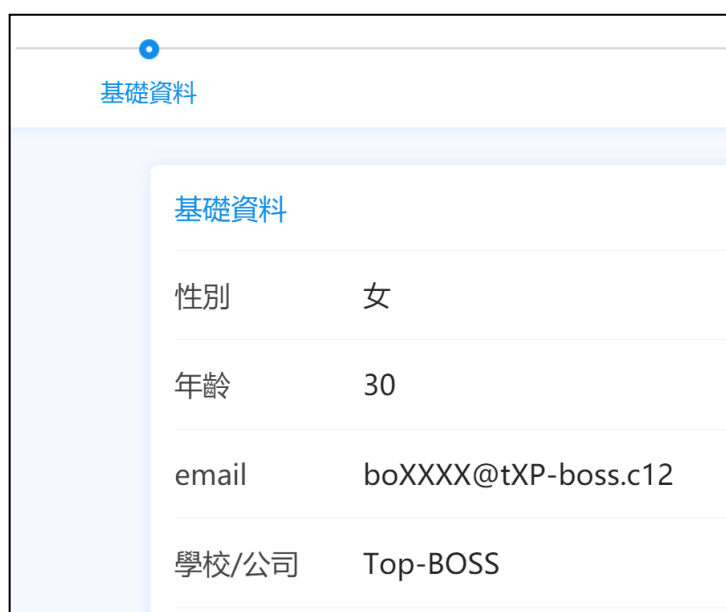 基礎資料
基礎資料
性別 女
年齡 30
email boXXXX@tXP-boss.c12
學校/公司 Top-BOSS